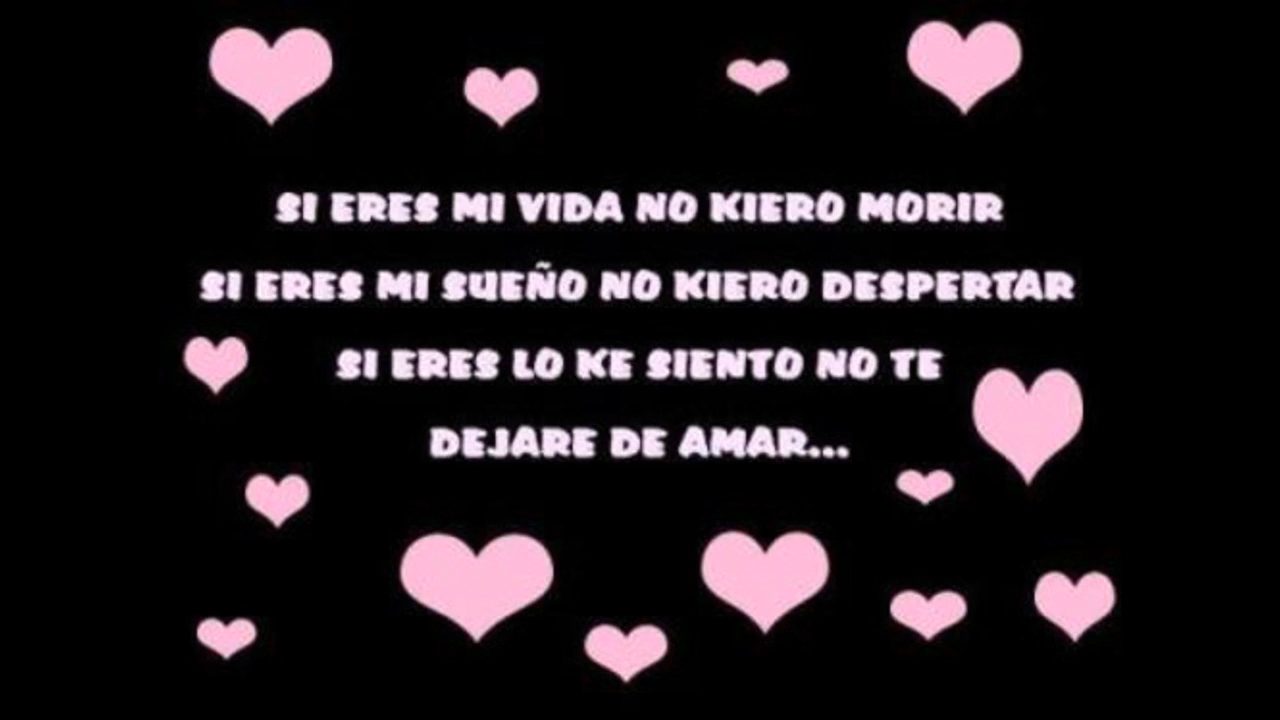 SI ERES MI VIDA NO KIERO MORIR
SI ERES MI SUEÑO NO KIERO DESPERTAR
SI ERES LO KE SIENTO NO TE
DEJARE DE AMAR...